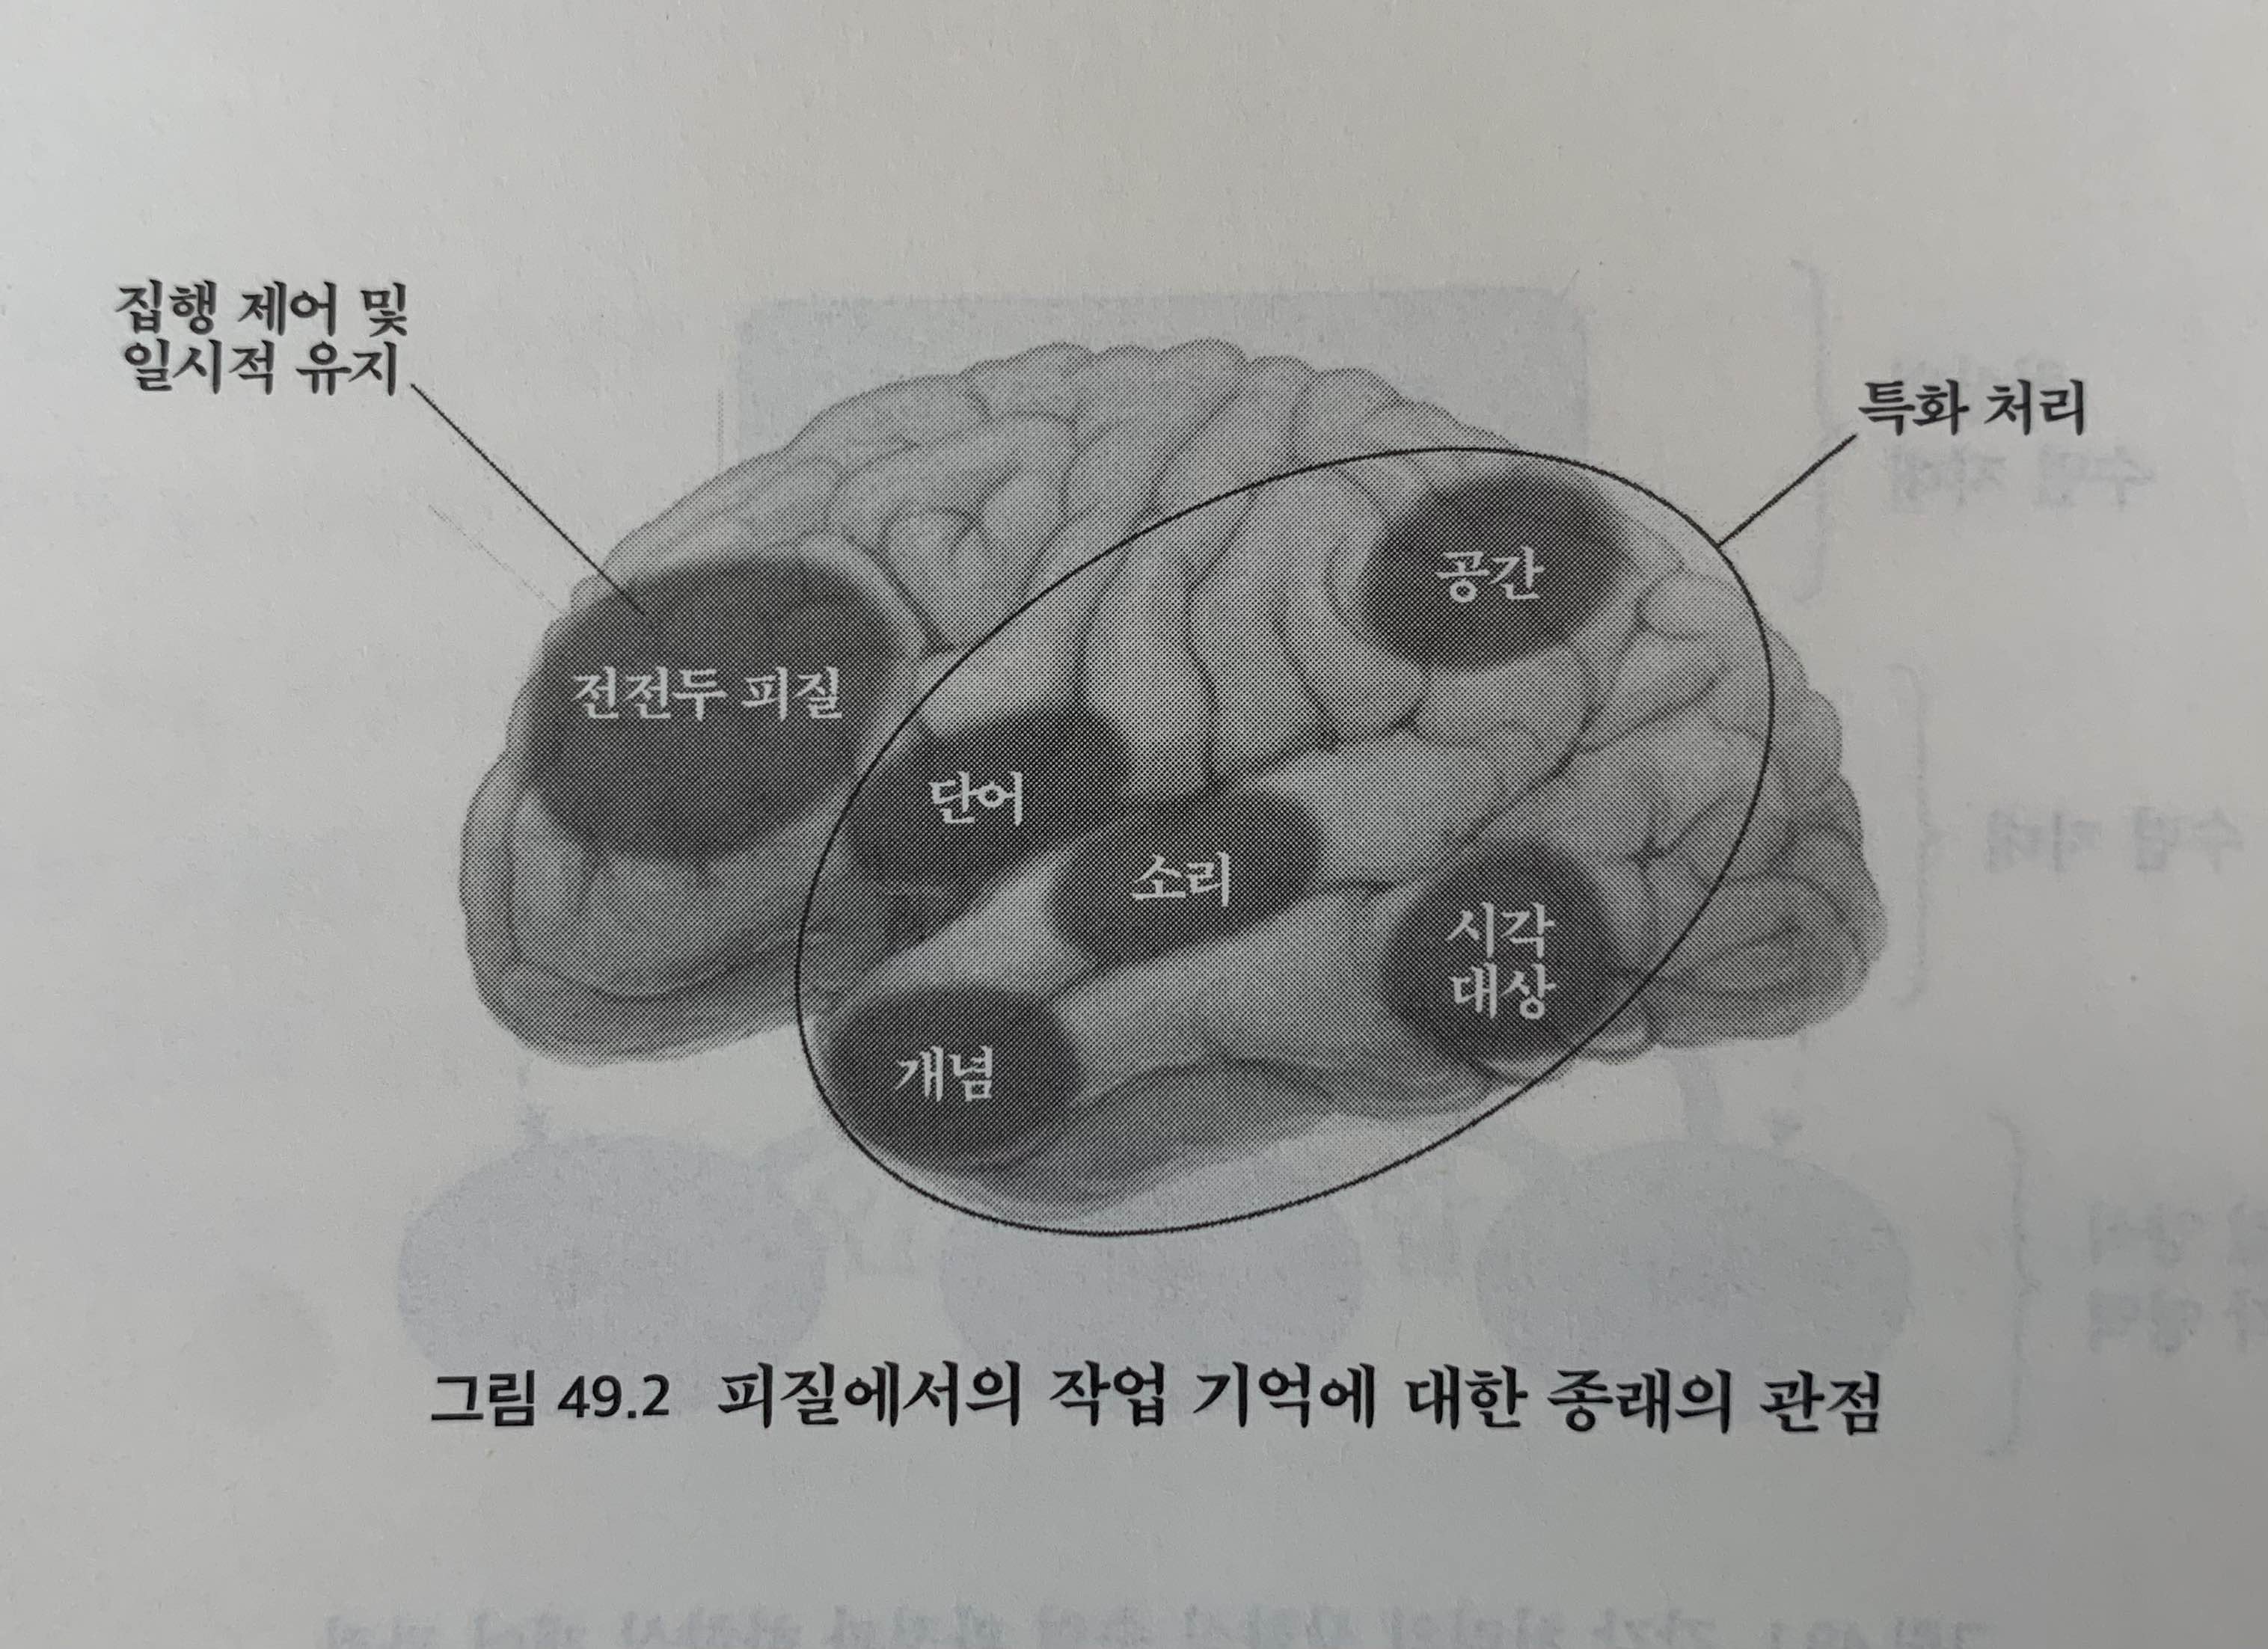 집행 제어 및
일시적 유지
특화 처리
공간
전전두 피질
단어
소리
시각
대상
개념
그림 49.2 피질에서의 작업 기억에 대한 종래의 관점